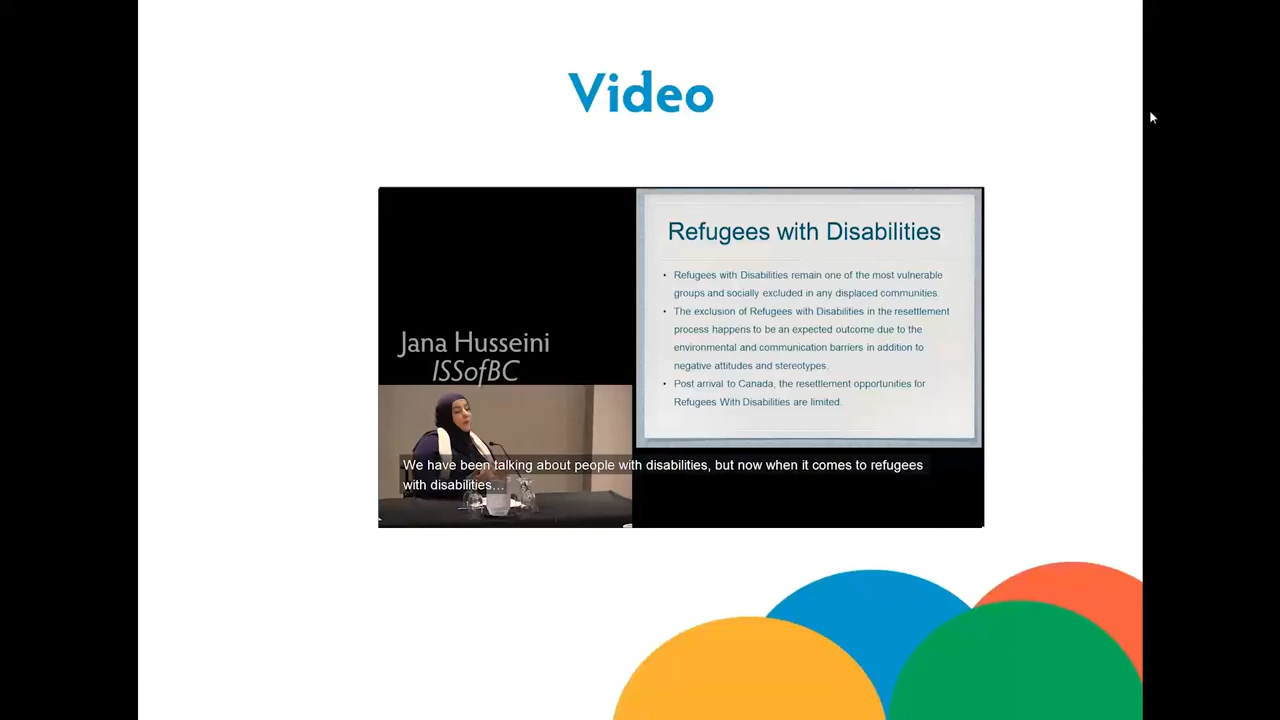 Video
Refugees with Disabilities
• Refugees with Disabilities remain one of the most vulnerable
groups and socially excluded in any displaced communities.
• The exclusion of Refugees with Disabilities in the resettlement
process happens to be an expected outcome due to the
environmental and communication barriers in addition to
negative attitudes and stereotypes.
• Post arrival to Canada, the resettlement opportunities for
Refugees With Disabilities are limited.
Jana Husseini
ISSofBC
We have been talking about people with disabilities, but now when it comes to refugees
with disabilities...